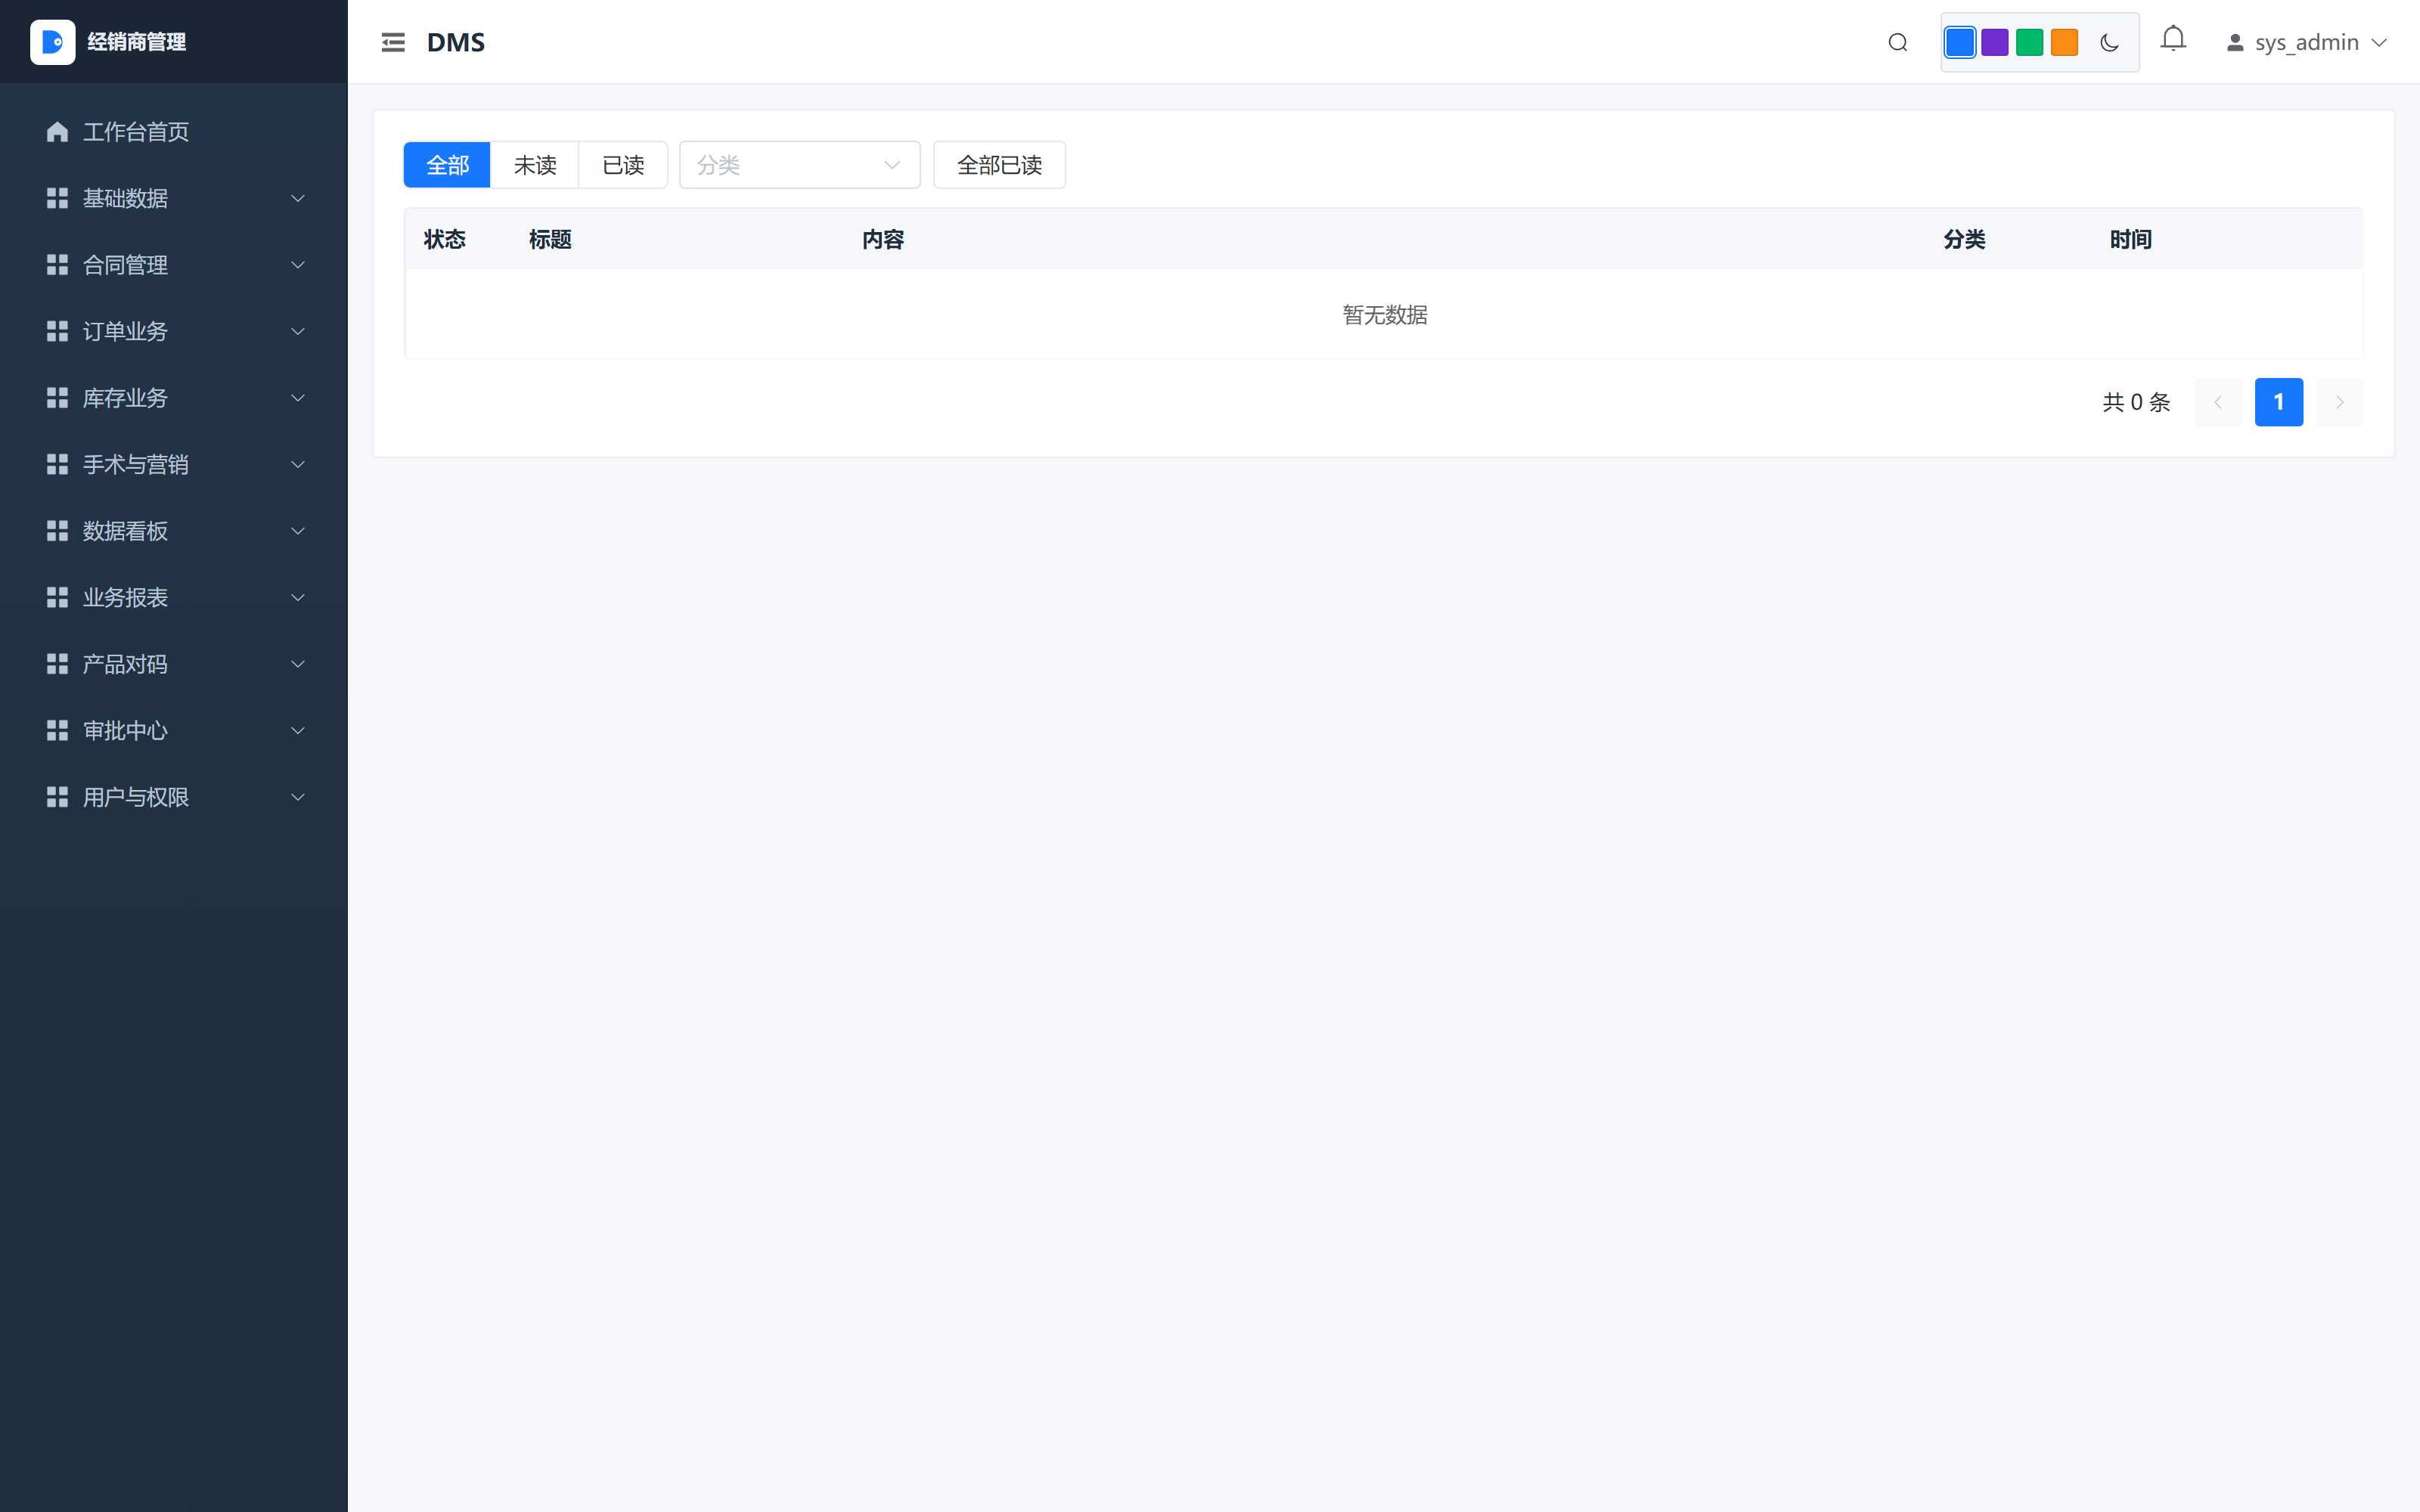 经销商管理
DMS
sys_admin
工作台首页
基础数据
合同管理
订单业务
库存业务
手术与营销
数据看板
业务报表
产品对码
审批中心
用户与权限
全部 未读 已读 分类 全部已读
状态 标题 内容 分类 时间
暂无数据
共 0 条 1